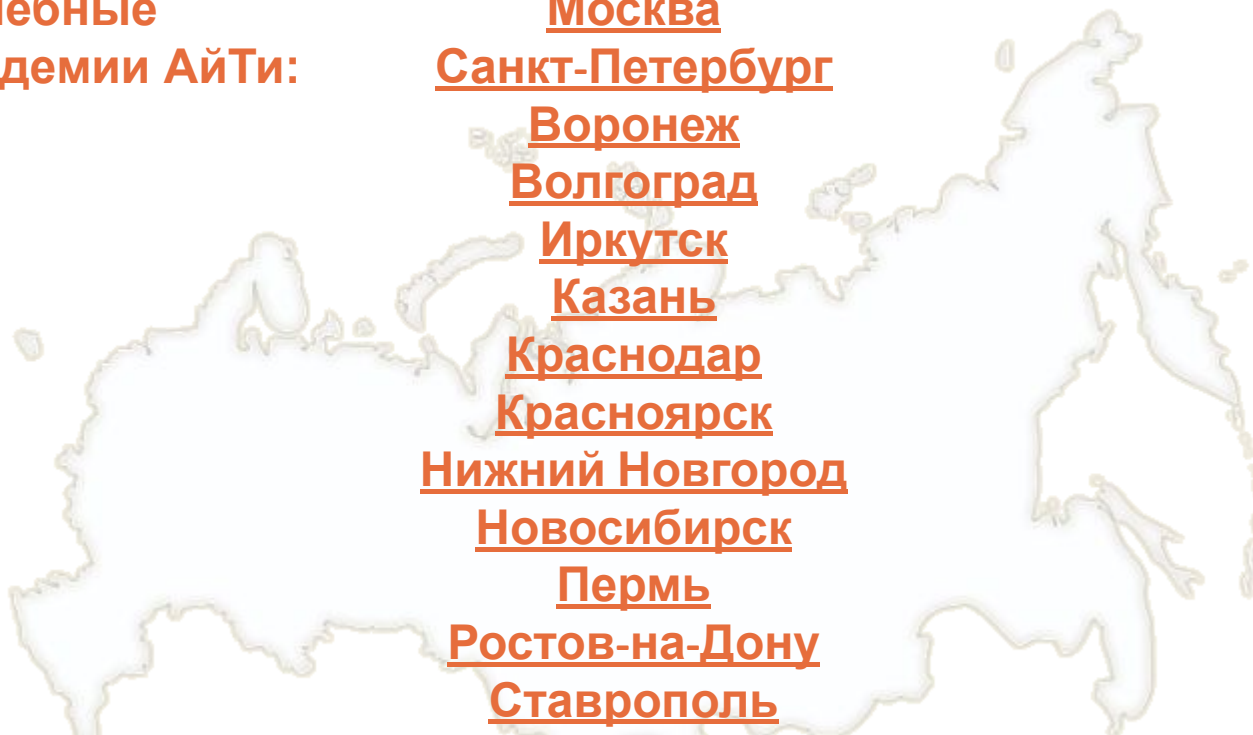 Москва
демии АйТи:
Санкт-Петербург
Воронеж
Волгоград
Иркутск
Казань
Краснодар
Красноярск
Нижний Новгород
Новосибирск
Пермь
Ростов-на-Дону
Ставрополь